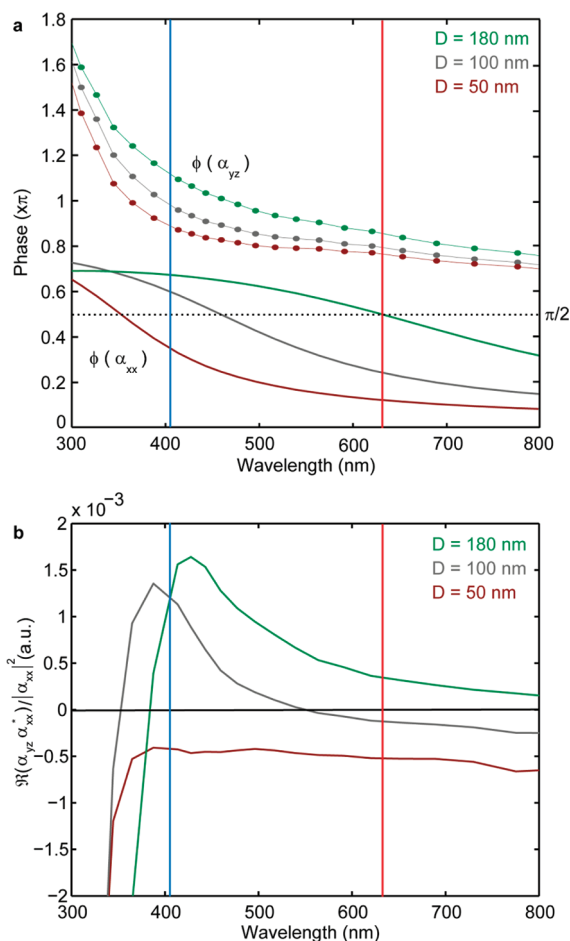 a
1.8
1.6
1.4
1.2
1
0.8
0.6
0.4
0.2
0
Phase (xπ)
D = 180 nm
D = 100 nm
D = 50 nm
ϕ ( α_yz )
π/2
ϕ ( α_xx )
300 400 500 600 700 800
Wavelength (nm)
b
x 10^−3
2
1.5
1
0.5
0
−0.5
−1
−1.5
−2
ℜ(α_yz α*_xx)/|α_xx|^2 (a.u.)
D = 180 nm
D = 100 nm
D = 50 nm
300 400 500 600 700 800
Wavelength (nm)